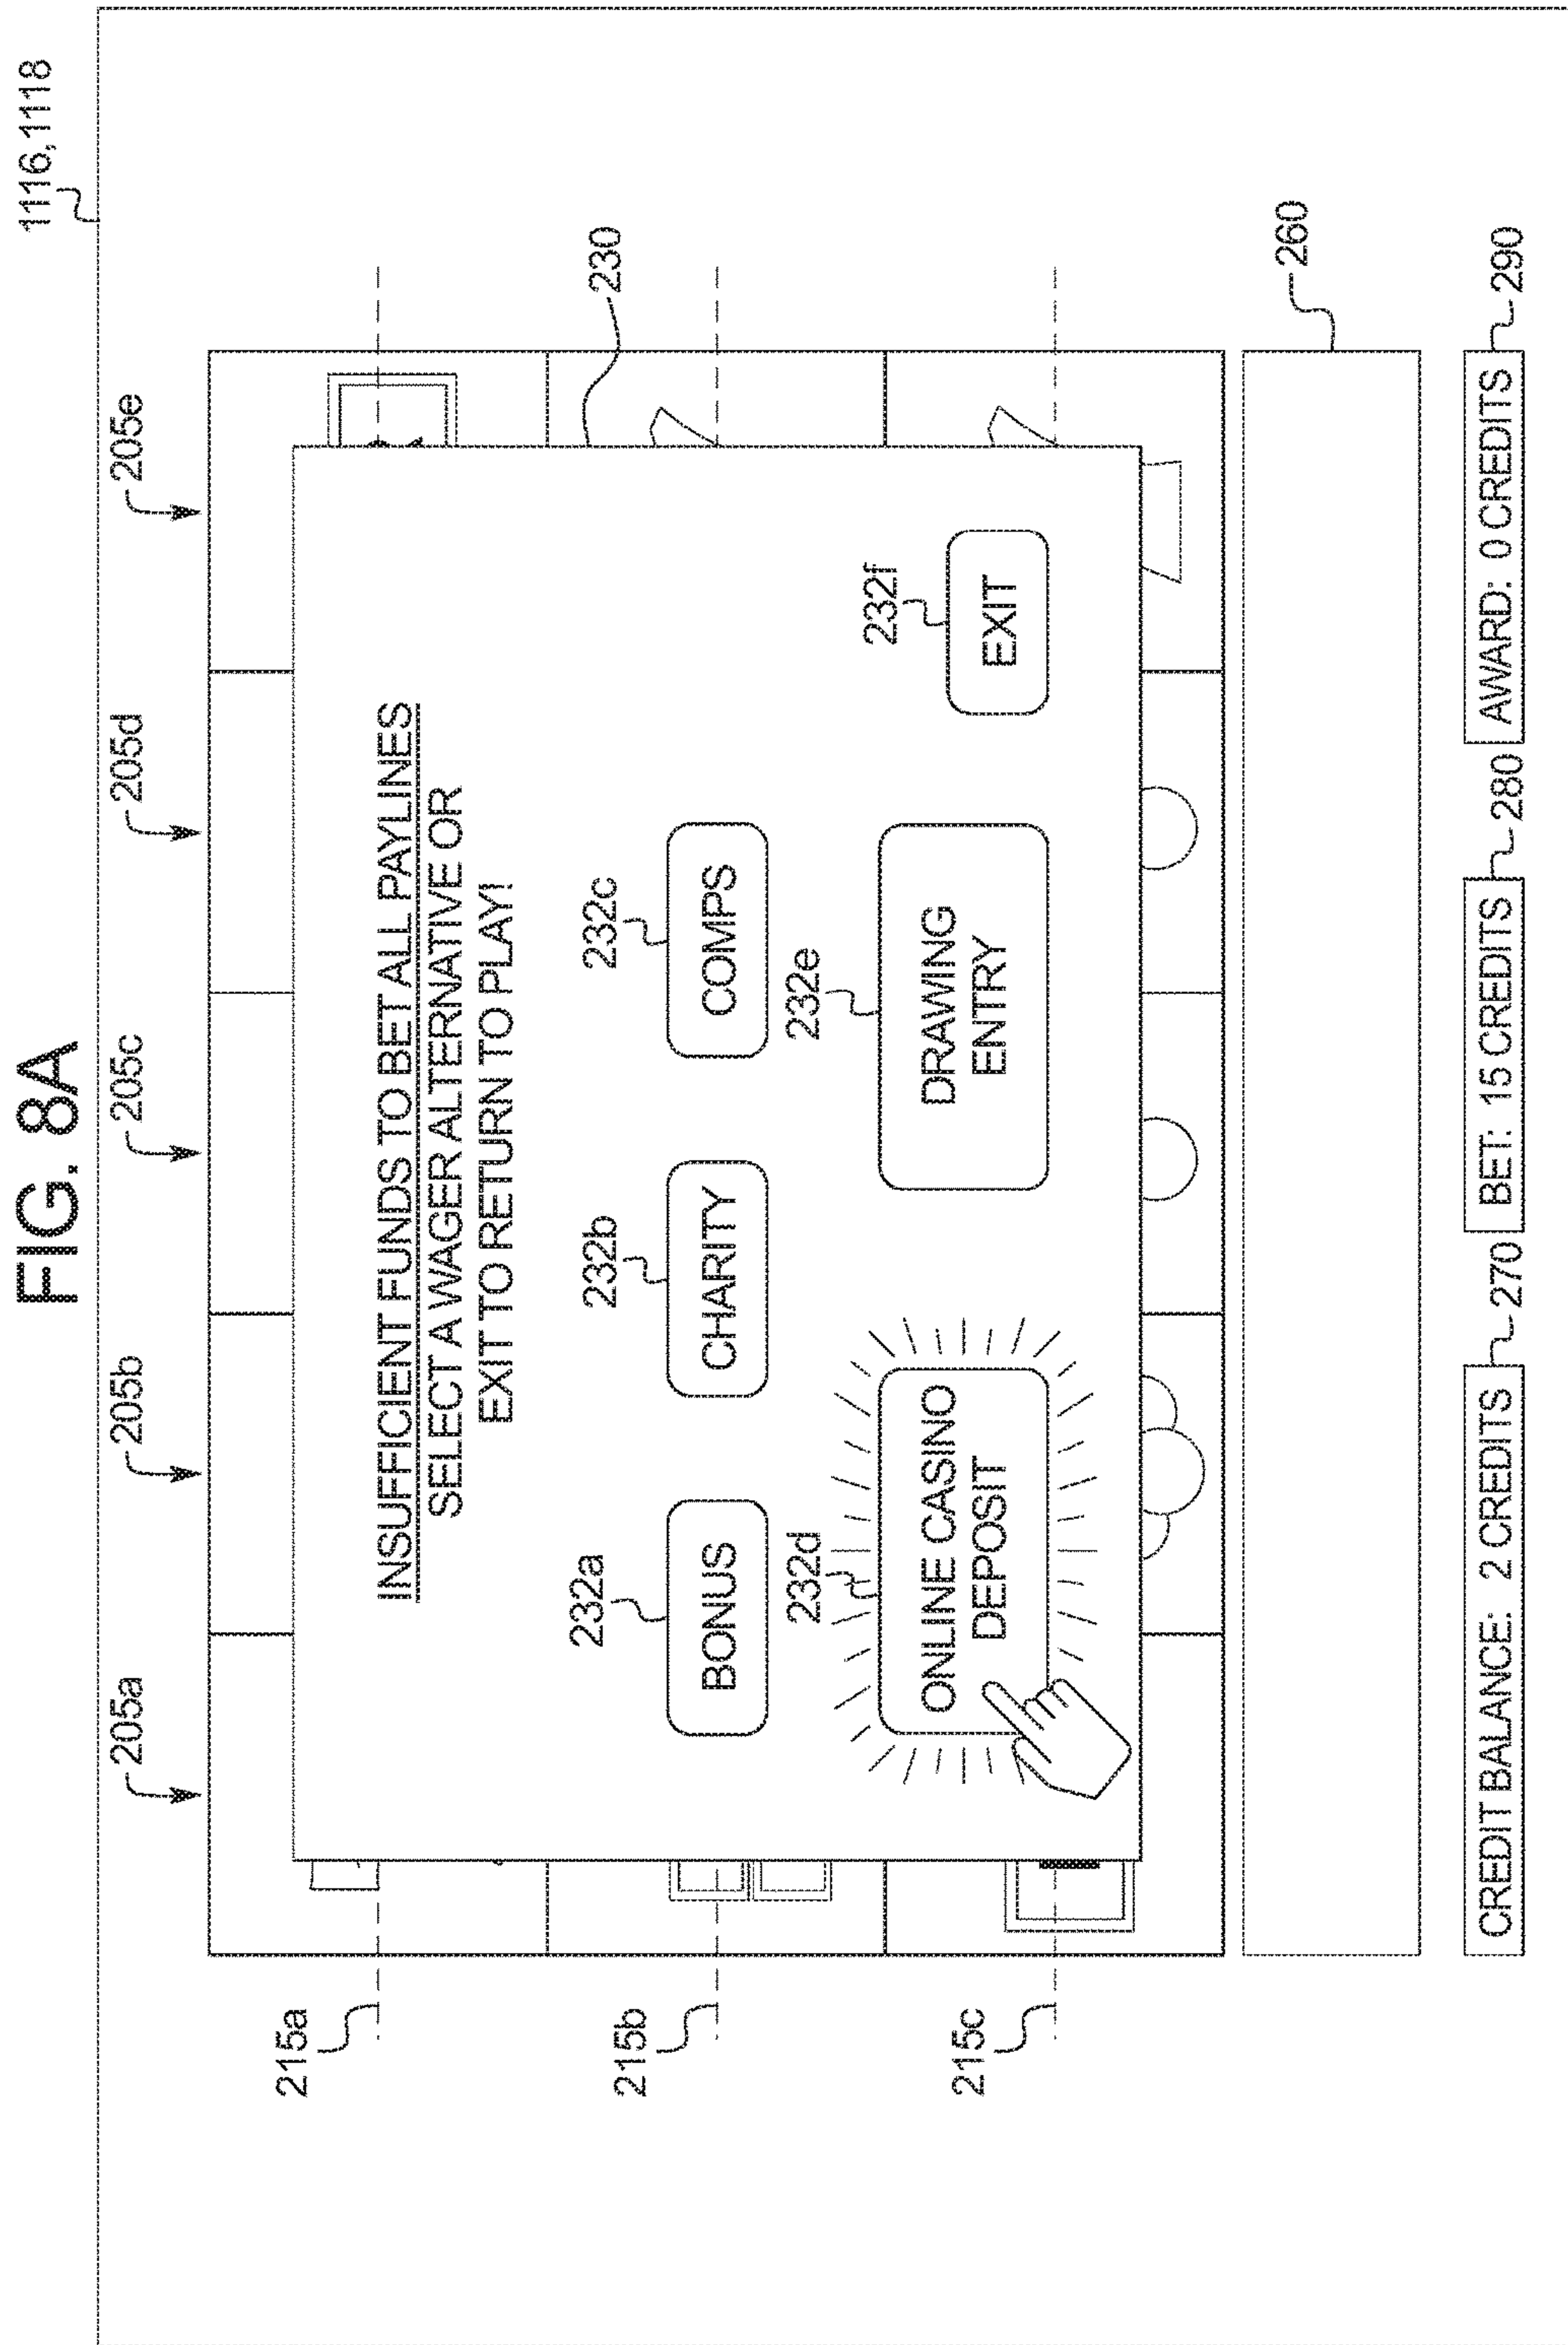 FIG. 8A
1116,1118
205a
205b
205c
205d
205e
215a
INSUFFICIENT FUNDS TO BET ALL PAYLINES
SELECT A WAGER ALTERNATIVE OR
EXIT TO RETURN TO PLAY!
230
215b
232a
232b
232c
BONUS
CHARITY
COMPS
215c
232d
232e
232f
ONLINE CASINO
DEPOSIT
DRAWING
ENTRY
EXIT
260
CREDIT BALANCE: 2 CREDITS
270
BET: 15 CREDITS
280
AWARD: 0 CREDITS
290